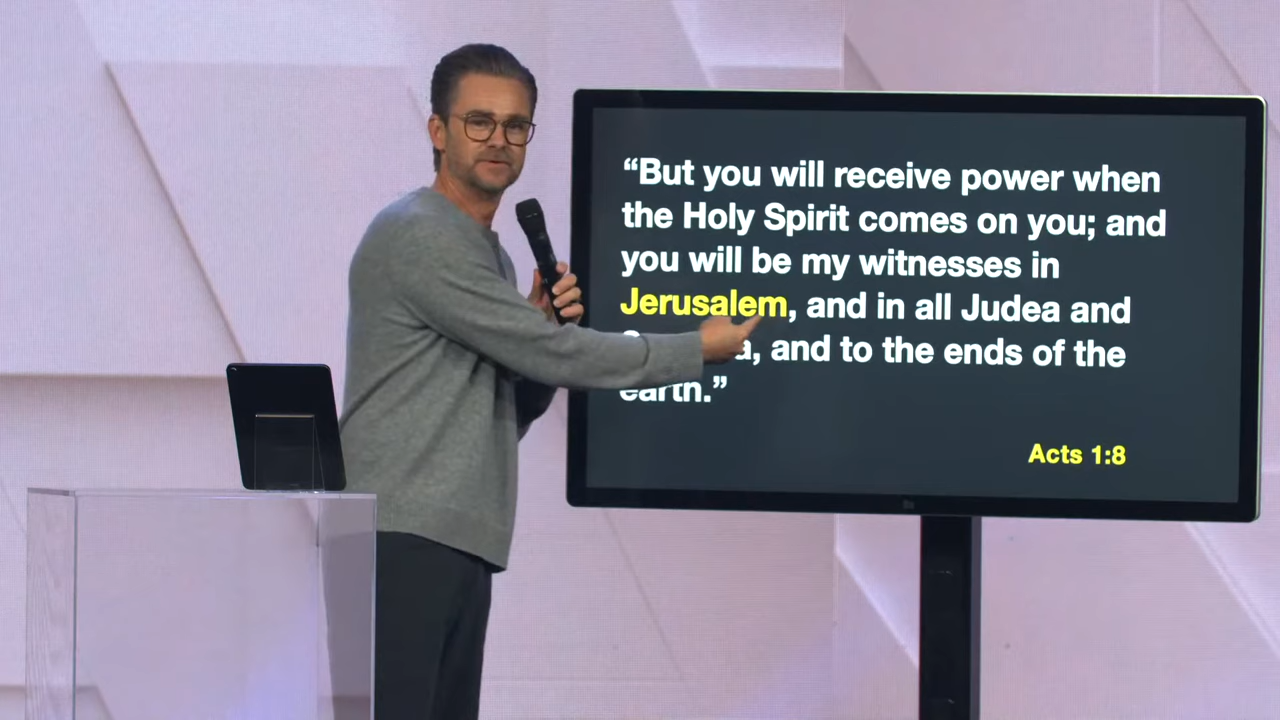 “But you will receive power when
the Holy Spirit comes on you; and
you will be my witnesses in
Jerusalem, and in all Judea and
and to the ends of the
earth.”
Acts 1:8